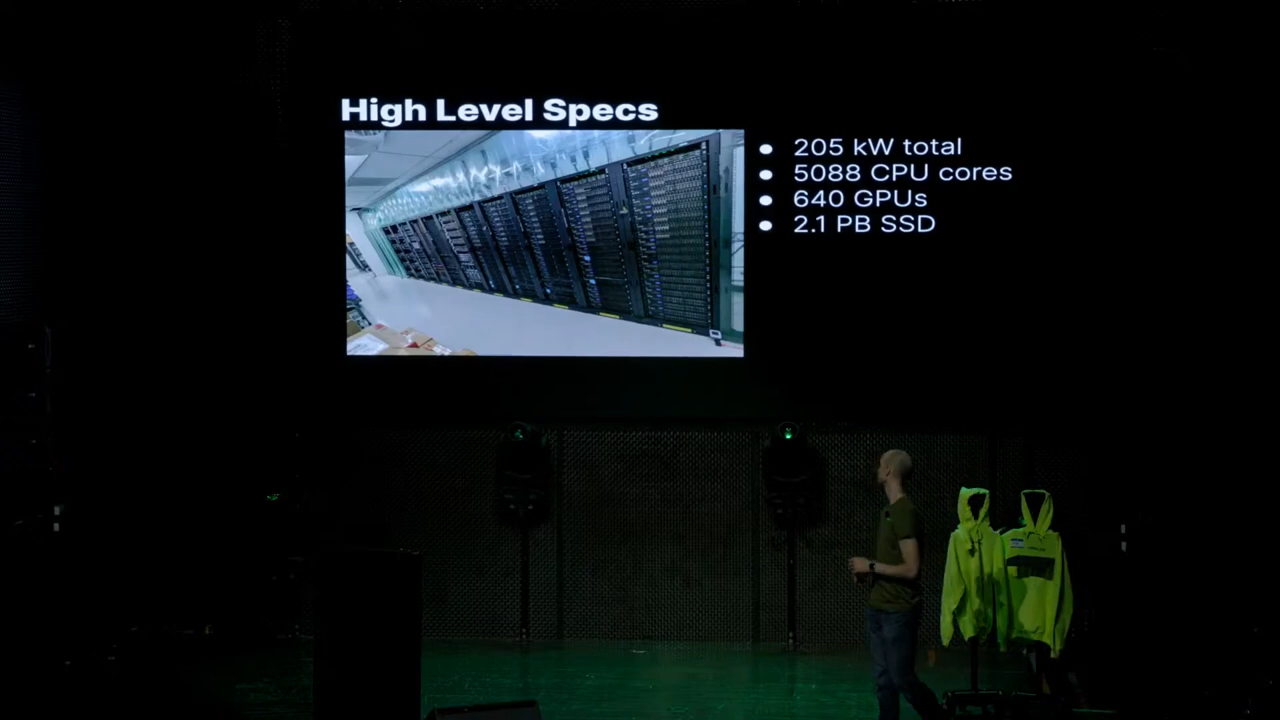 High Level Specs
205 kW total
5088 CPU cores
640 GPUs
2.1 PB SSD